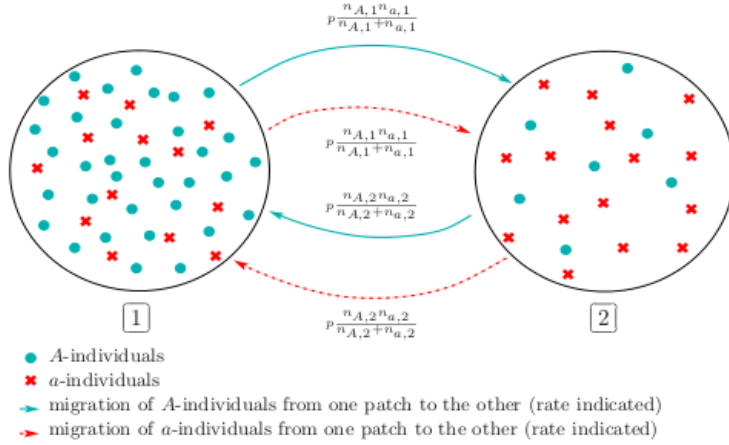 p n_{A,1}n_{a,1} / n_{A,1}+n_{a,1}
p n_{A,1}n_{a,1} / n_{A,1}+n_{a,1}
p n_{A,2}n_{a,2} / n_{A,2}+n_{a,2}
p n_{A,2}n_{a,2} / n_{A,2}+n_{a,2}
1
2
A-individuals
a-individuals
migration of A-individuals from one patch to the other (rate indicated)
migration of a-individuals from one patch to the other (rate indicated)